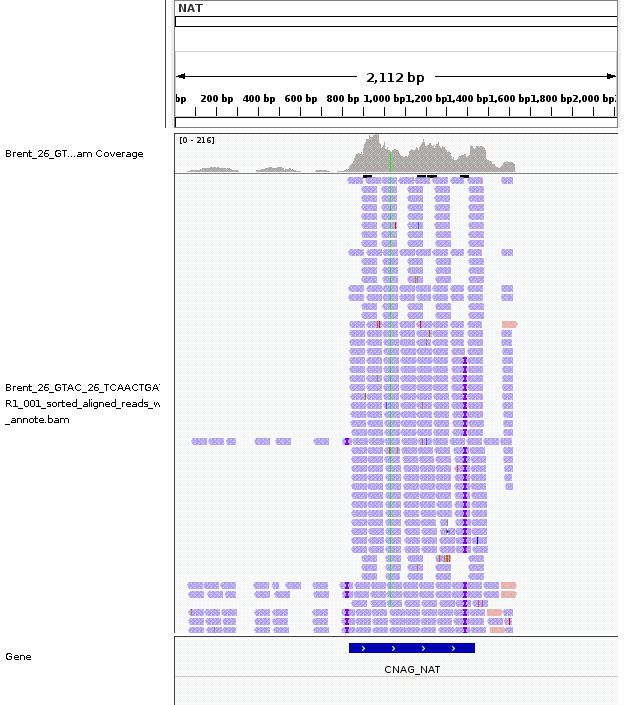 NAT
2,112 bp
bp 200 bp 400 bp 600 bp 800 bp 1,000 bp 1,200 bp 1,400 bp 1,600 bp 1,800 bp 2,000 bp
[0 - 216]
Brent_26_GT...am Coverage
Brent_26_GTAC_26_TCAACTGA
R1_001_sorted_aligned_reads_w
_annote.bam
Gene
CNAG_NAT